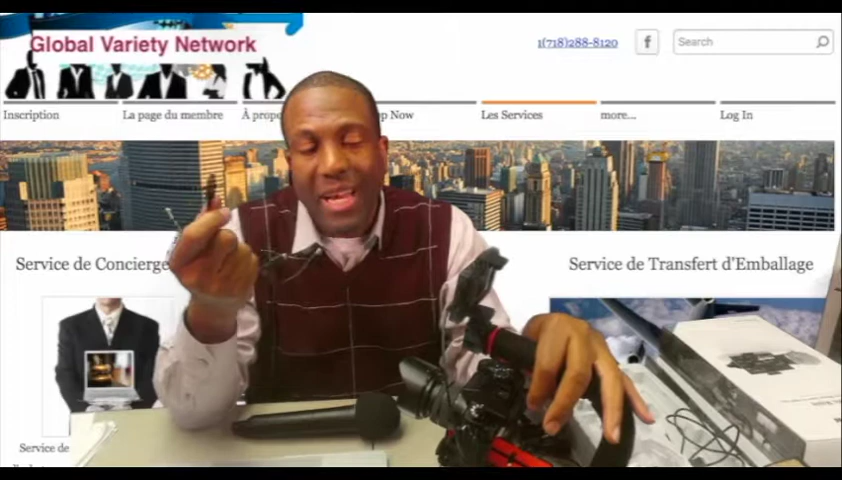 Global Variety Network
1(718)288-8120
Search
Inscription La page du membre À propo p Now Les Services more... Log In
Service de Concierge
Service de Transfert d'Emballage
Service de